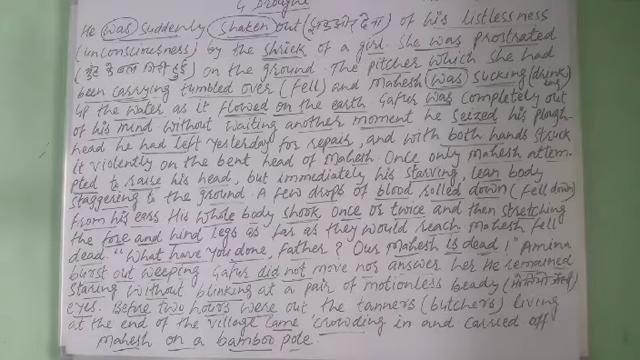 Drought
He was suddenly shaken out (झकझोर देना) of his listlessness
(unconsciousness) by the shrick of a girl. She was prostrated
(मुँह के बल गिरी हुई) on the ground. The pitcher which she had
been carrying tumbled over (fell) and Mahesh was sucking (drink)
up the water as it flowed on the earth. Gafur was completely out
of his mind without waiting another moment he seized his plough-
head he had left yesterday for repair, and with both hands struck
it violently on the bent head of Mahesh. Once only Mahesh attem-
pted to raise his head, but immediately his starving, lean body
staggering to the ground. A few drops of blood rolled down (fell down)
from his ears His whole body shook once or twice and then stretching
the fore and hind legs as far as they would reach Mahesh fell
dead. "What have you done, Father? Our Mahesh is dead!" Amina
burst out weeping Gafur did not move nor answer her He remained
staring without blinking at a pair of motionless beady
eyes. Before two hours were out the tanners (butchers) living
at the end of the village came crowding in and carried off
Mahesh on a bamboo pole.